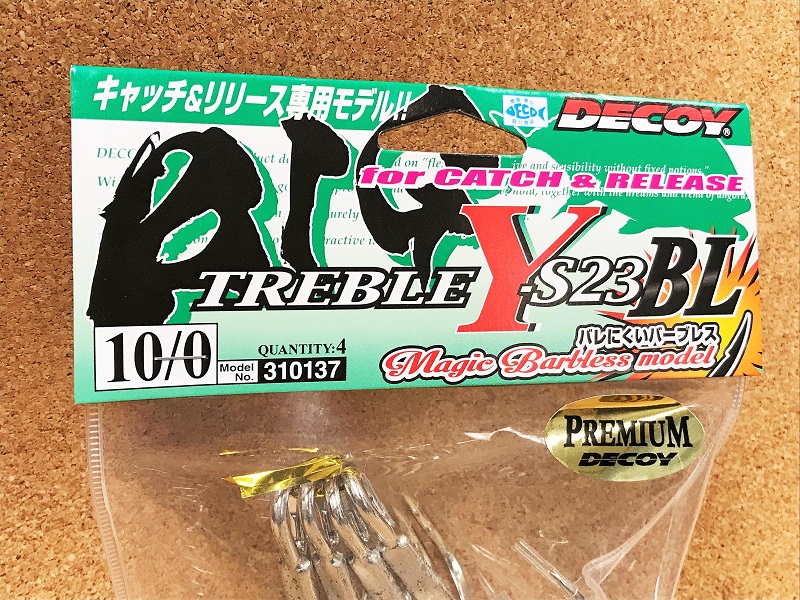 キャッチ&リリース専用モデル!!
DECOY®
BIG
for CATCH & RELEASE
TREBLE Y-S23BL
バレにくいバーブレス
Magic Barbless model
10/0
QUANTITY:4
Model No. 310137
PREMIUM
DECOY